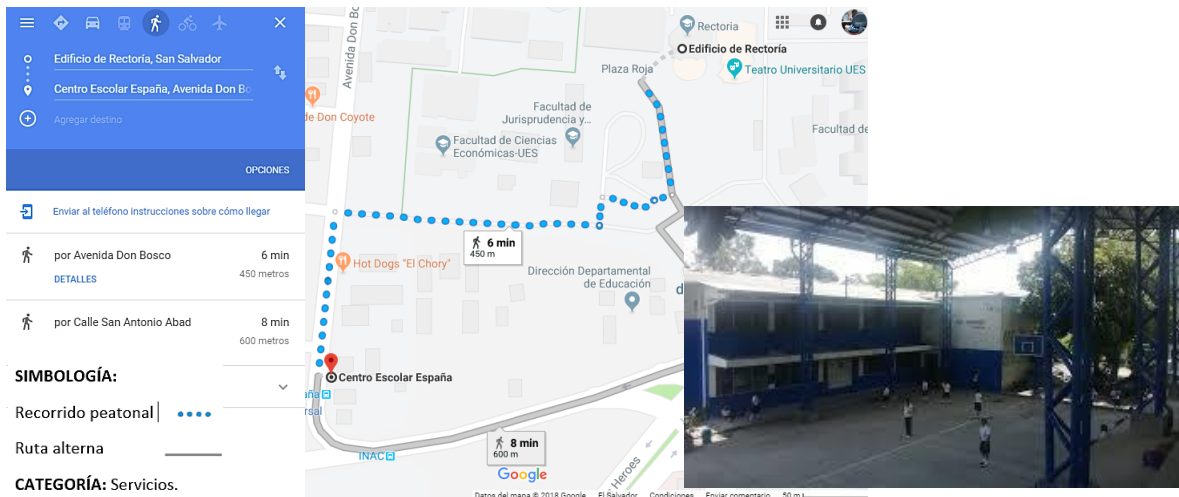 Edificio de Rectoría, San Salvador
Centro Escolar España, Avenida Don Bo
Agregar destino
OPCIONES
Enviar al teléfono instrucciones sobre cómo llegar
por Avenida Don Bosco 6 min
DETALLES 450 metros
por Calle San Antonio Abad 8 min
600 metros
SIMBOLOGÍA:
Recorrido peatonal
Ruta alterna
CATEGORÍA: Servicios.
Avenida Don Bo
Rectoria
Edificio de Rectoría
Plaza Roja
Teatro Universitario UES
de Don Coyote
Facultad de
Jurisprudencia y...
Facultad de
Facultad de Ciencias
Económicas-UES
6 min
450 m
Hot Dogs "El Chory"
Dirección Departamental
de Educación
d
Centro Escolar España
aña
rsal
8 min
600 m
INAC
Google
s Heroes
Datos del mapa © 2018 Google El Salvador Condiciones Enviar comentario 50 m